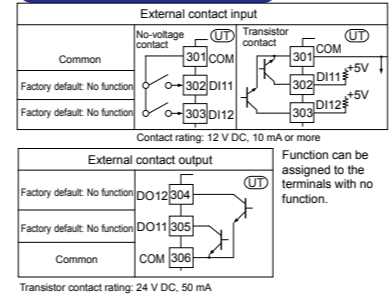 External contact input
No-voltage contact
UT
Transistor contact
UT
Common
301 COM
301 COM
Factory default: No function
302 DI11
302 DI11 +5V
Factory default: No function
303 DI12
303 DI12 +5V
Contact rating: 12 V DC, 10 mA or more
External contact output
UT
Factory default: No function
DO12 304
Factory default: No function
DO11 305
Common
COM 306
Function can be
assigned to the
terminals with no
function.
Transistor contact rating: 24 V DC, 50 mA